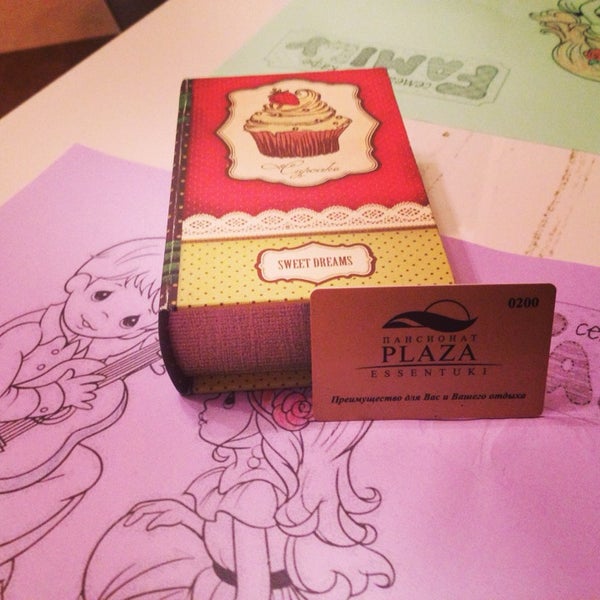 Cupcake
SWEET DREAMS
0200
ПАНСИОНАТ
PLAZA
ESSENTUKI
Преимущество для Вас и Вашего отдыха
FAMILY